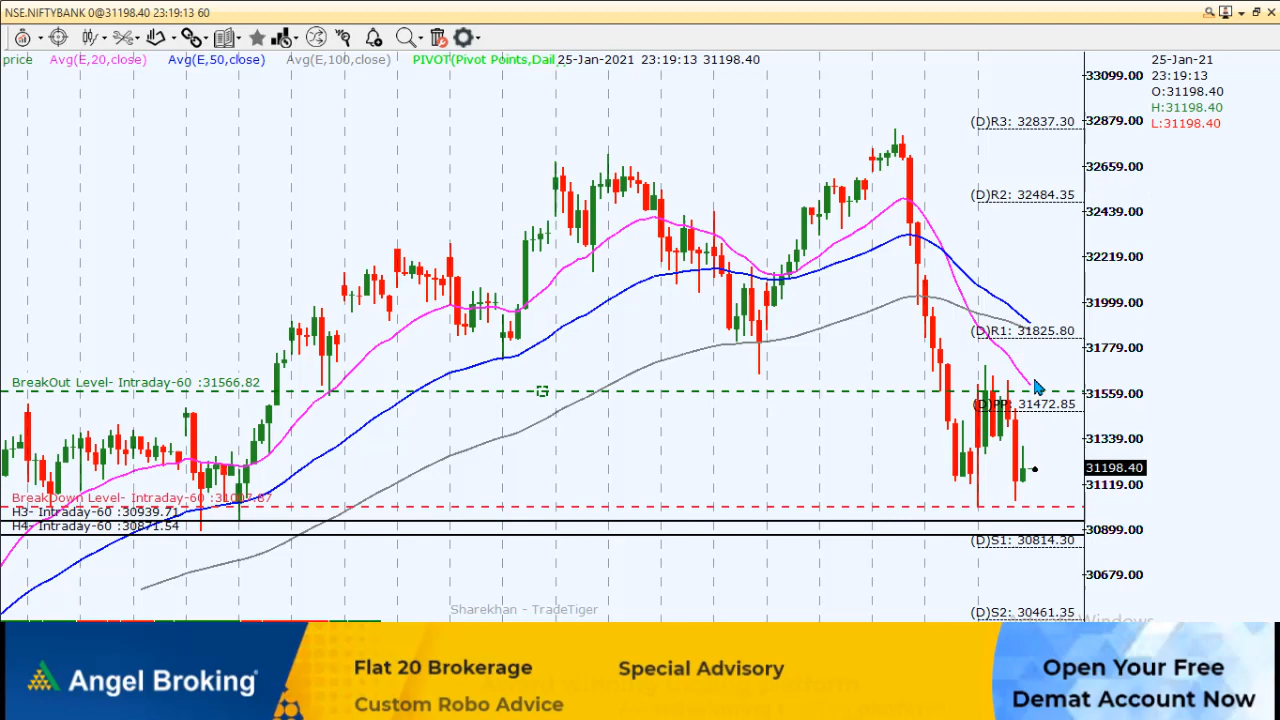 NSE.NIFTYBANK 0@31198.40 23:19:13 60
price Avg(E,20,close) Avg(E,50,close) Avg(E,100,close) PIVOT(Pivot Points,Dail 25-Jan-2021 23:19:13 31198.40
25-Jan-21
23:19:13
O:31198.40
H:31198.40
L:31198.40
33099.00
(D)R3: 32837.30
32879.00
32659.00
(D)R2: 32484.35
32439.00
32219.00
31999.00
(D)R1: 31825.80
31779.00
BreakOut Level- Intraday-60 :31566.82
31559.00
(D)PP: 31472.85
31339.00
31198.40
31119.00
BreakDown Level- Intraday-60
H3- Intraday-60 :30939.71
H4- Intraday-60 :30871.54
30899.00
(D)S1: 30814.30
30679.00
(D)S2: 30461.35
Sharekhan - TradeTiger
Angel Broking
Flat 20 Brokerage
Special Advisory
Custom Robo Advice
Open Your Free
Demat Account Now